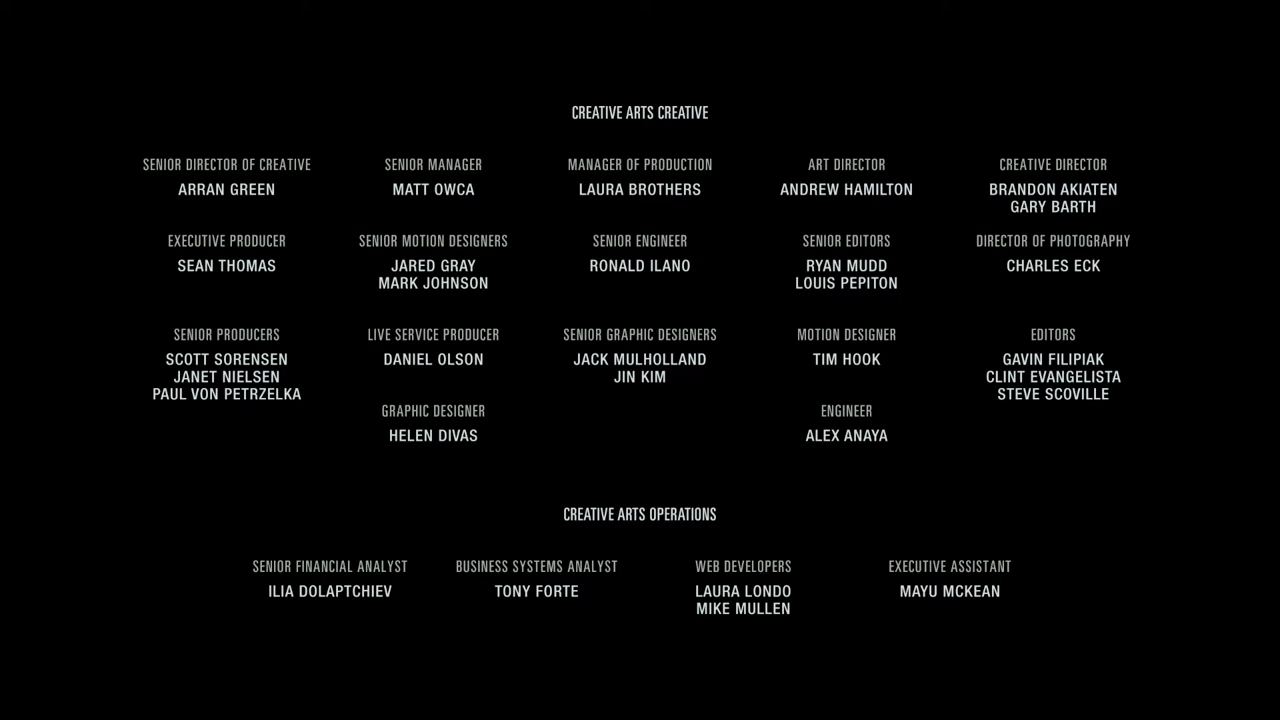 CREATIVE ARTS CREATIVE
SENIOR DIRECTOR OF CREATIVE
ARRAN GREEN
SENIOR MANAGER
MATT OWCA
MANAGER OF PRODUCTION
LAURA BROTHERS
ART DIRECTOR
ANDREW HAMILTON
CREATIVE DIRECTOR
BRANDON AKIATEN
GARY BARTH
EXECUTIVE PRODUCER
SEAN THOMAS
SENIOR MOTION DESIGNERS
JARED GRAY
MARK JOHNSON
SENIOR ENGINEER
RONALD ILANO
SENIOR EDITORS
RYAN MUDD
LOUIS PEPITON
DIRECTOR OF PHOTOGRAPHY
CHARLES ECK
SENIOR PRODUCERS
SCOTT SORENSEN
JANET NIELSEN
PAUL VON PETRZELKA
LIVE SERVICE PRODUCER
DANIEL OLSON
SENIOR GRAPHIC DESIGNERS
JACK MULHOLLAND
JIN KIM
MOTION DESIGNER
TIM HOOK
EDITORS
GAVIN FILIPIAK
CLINT EVANGELISTA
STEVE SCOVILLE
GRAPHIC DESIGNER
HELEN DIVAS
ENGINEER
ALEX ANAYA
CREATIVE ARTS OPERATIONS
SENIOR FINANCIAL ANALYST
ILIA DOLAPTCHIEV
BUSINESS SYSTEMS ANALYST
TONY FORTE
WEB DEVELOPERS
LAURA LONDO
MIKE MULLEN
EXECUTIVE ASSISTANT
MAYU MCKEAN